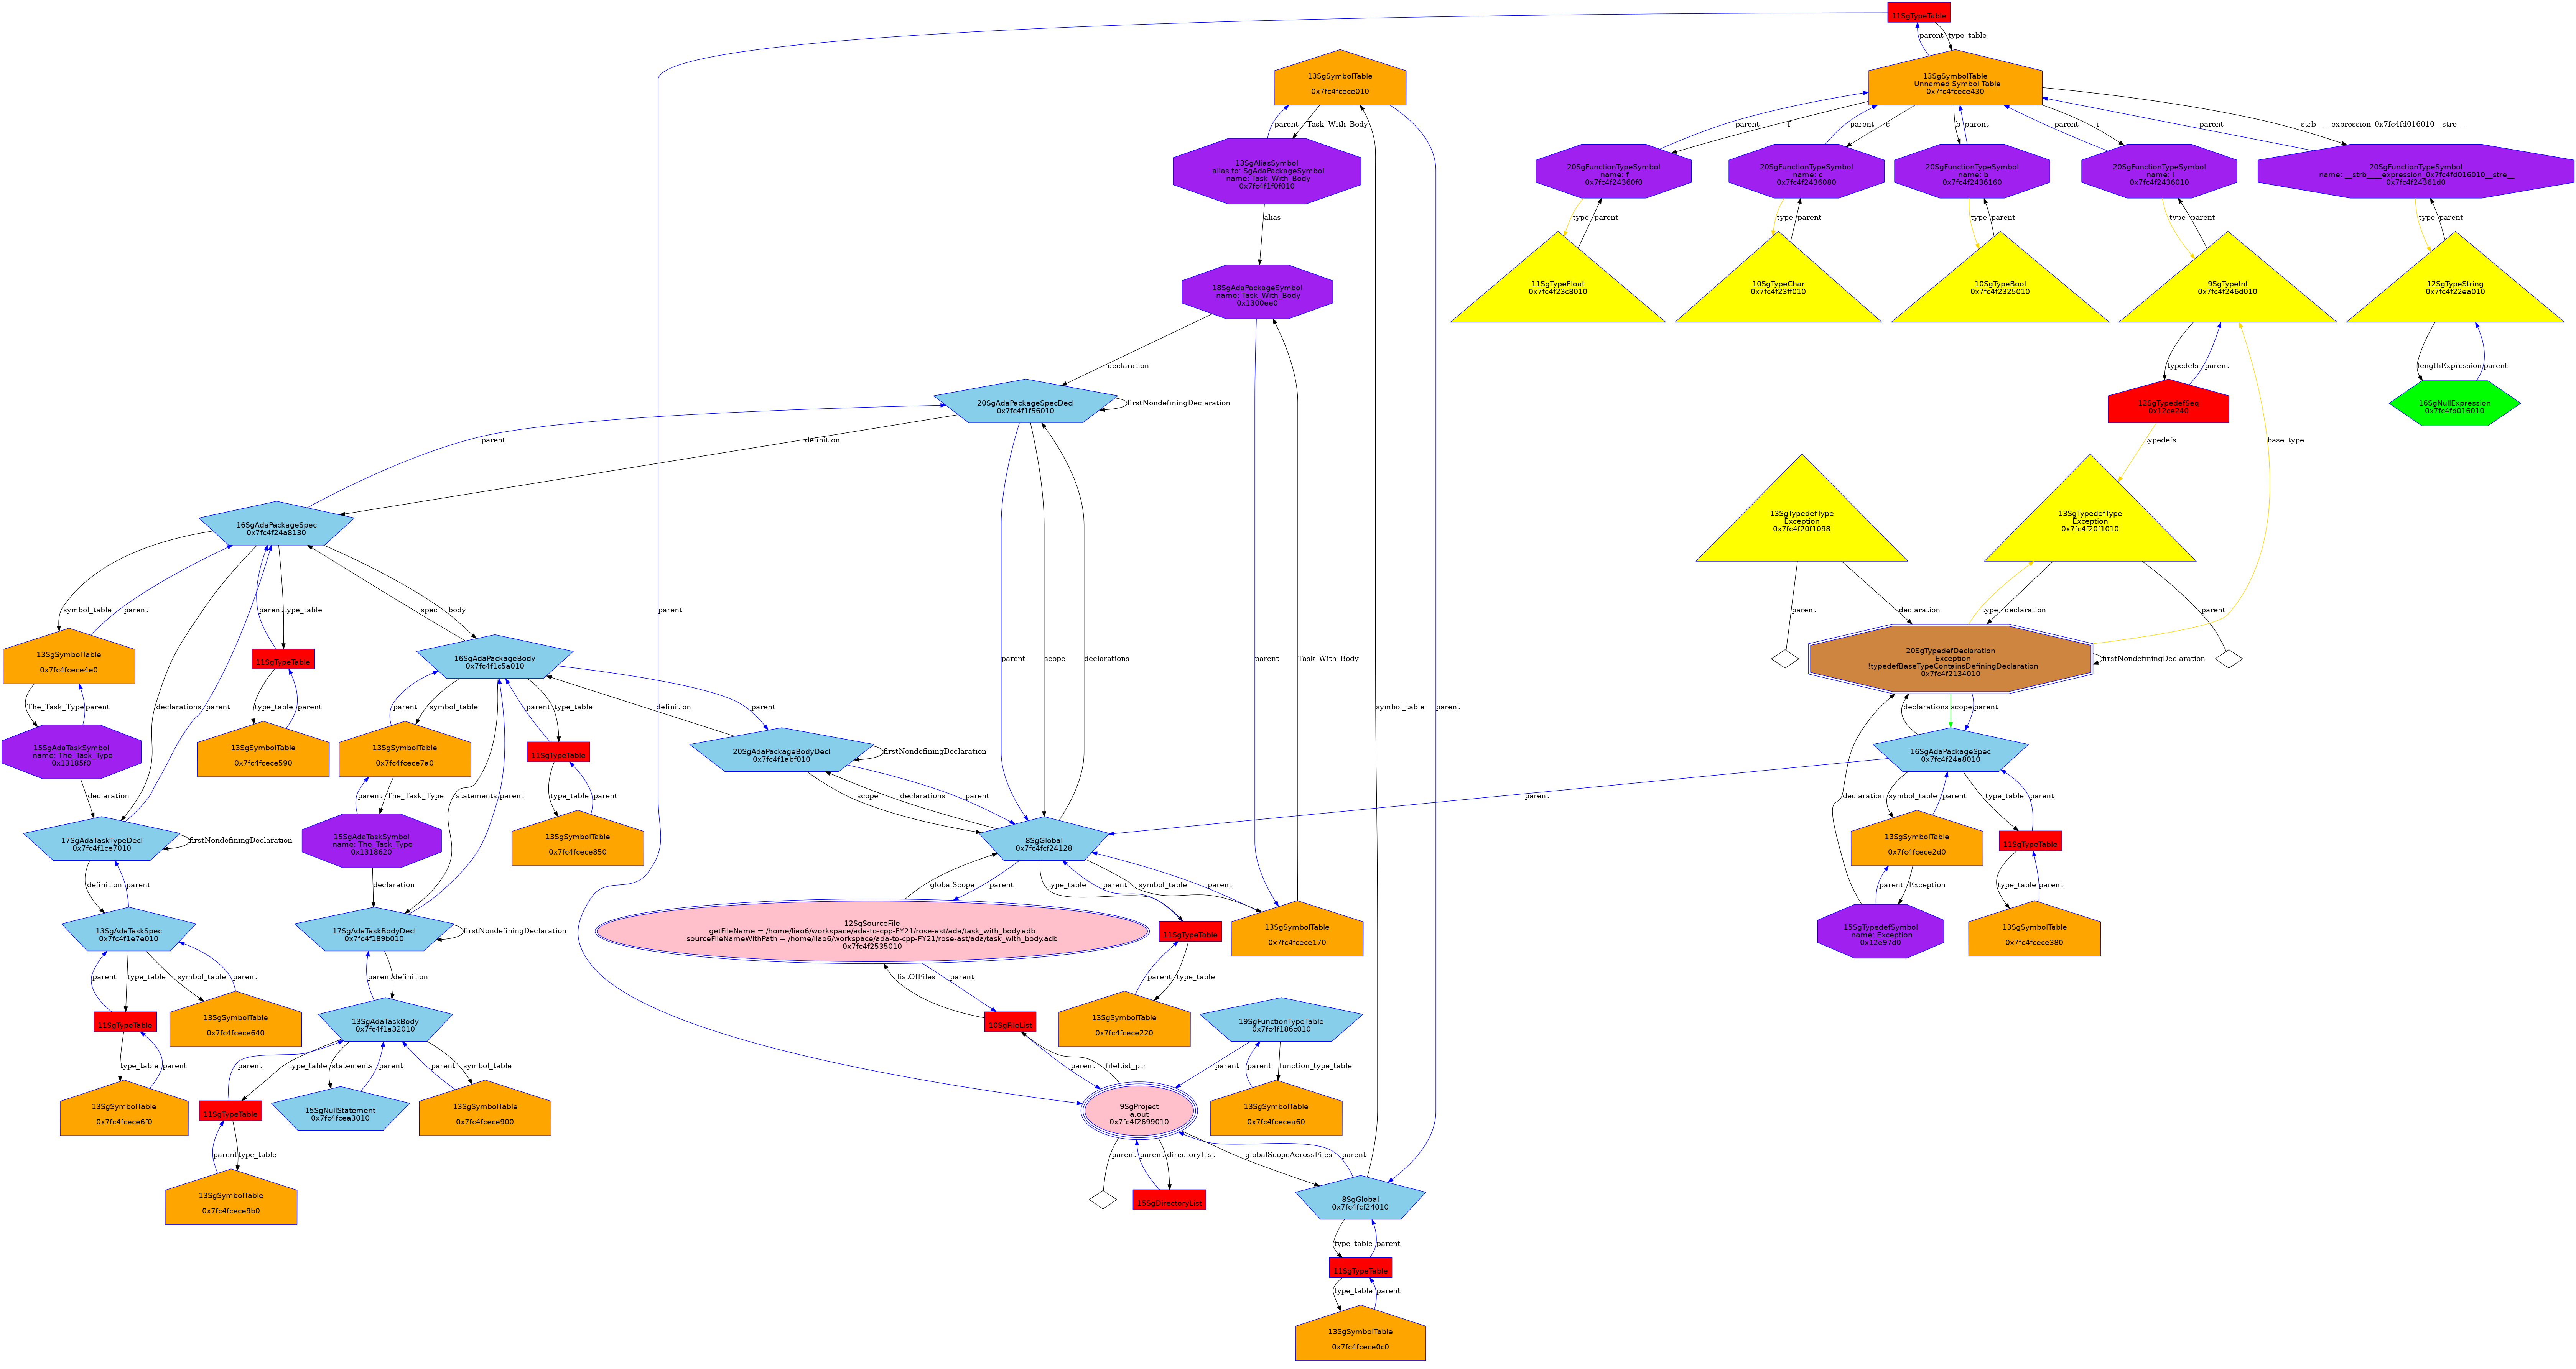 11SgTypeTable
parent
type_table
13SgSymbolTable
0x7fc4fcece010
13SgSymbolTable
Unnamed Symbol Table
0x7fc4fcece430
parent
Task_With_Body
parent
f
parent
c
b
parent
parent
i
parent
__strb____expression_0x7fc4fd016010__stre__
13SgAliasSymbol
alias to: SgAdaPackageSymbol
name: Task_With_Body
0x7fc4f1f0f010
20SgFunctionTypeSymbol
name: f
0x7fc4f24360f0
20SgFunctionTypeSymbol
name: c
0x7fc4f2436080
20SgFunctionTypeSymbol
name: b
0x7fc4f2436160
20SgFunctionTypeSymbol
name: i
0x7fc4f2436010
20SgFunctionTypeSymbol
name: __strb____expression_0x7fc4fd016010__stre__
0x7fc4f24361d0
alias
type
parent
type
parent
type
parent
type
parent
type
parent
18SgAdaPackageSymbol
name: Task_With_Body
0x1300ee0
11SgTypeFloat
0x7fc4f23c8010
10SgTypeChar
0x7fc4f23ff010
10SgTypeBool
0x7fc4f2325010
9SgTypeInt
0x7fc4f246d010
12SgTypeString
0x7fc4f22ea010
declaration
typedefs
parent
lengthExpression
parent
20SgAdaPackageSpecDecl
0x7fc4f1f56010
firstNondefiningDeclaration
12SgTypedefSeq
0x12ca240
16SgNullExpression
0x7fc4fd016010
parent
definition
typedefs
base_type
16SgAdaPackageSpec
0x7fc4f24a8130
13SgTypedefType
Exception
0x7fc4f20f1098
13SgTypedefType
Exception
0x7fc4f20f1010
symbol_table
parent
parent
type_table
spec
body
parent
parent
declaration
type
declaration
parent
13SgSymbolTable
0x7fc4fcece4e0
11SgTypeTable
16SgAdaPackageBody
0x7fc4f1c5a010
parent
scope
declarations
parent
Task_With_Body
20SgTypedefDeclaration
Exception
!typedefBaseTypeContainsDefiningDeclaration
0x7fc4f2134010
firstNondefiningDeclaration
The_Task_Type
parent
declarations
parent
type_table
parent
parent
symbol_table
parent
type_table
definition
parent
symbol_table
parent
declarations
scope
parent
15SgAdaTaskSymbol
name: The_Task_Type
0x13185f0
13SgSymbolTable
0x7fc4fcece590
13SgSymbolTable
0x7fc4fcece7a0
11SgTypeTable
20SgAdaPackageBodyDecl
0x7fc4f1abf010
firstNondefiningDeclaration
16SgAdaPackageSpec
0x7fc4f24a8010
declaration
parent
The_Task_Type
statements
parent
type_table
parent
scope
declarations
parent
parent
declaration
symbol_table
parent
type_table
parent
17SgAdaTaskTypeDecl
0x7fc4f1ce7010
firstNondefiningDeclaration
15SgAdaTaskSymbol
name: The_Task_Type
0x1318620
13SgSymbolTable
0x7fc4fcece850
8SgGlobal
0x7fc4fcf24128
13SgSymbolTable
0x7fc4fcece2d0
11SgTypeTable
definition
parent
declaration
globalScope
parent
type_table
parent
symbol_table
parent
parent
Exception
type_table
parent
13SgAdaTaskSpec
0x7fc4f1e7e010
17SgAdaTaskBodyDecl
0x7fc4f189b010
firstNondefiningDeclaration
12SgSourceFile
getFileName = /home/liao6/workspace/ada-to-cpp-FY21/rose-ast/ada/task_with_body.adb
sourceFileNameWithPath = /home/liao6/workspace/ada-to-cpp-FY21/rose-ast/ada/task_with_body.adb
0x7fc4f2535010
11SgTypeTable
13SgSymbolTable
0x7fc4fcece170
15SgTypedefSymbol
name: Exception
0x12e97d0
13SgSymbolTable
0x7fc4fcece380
parent
type_table
symbol_table
parent
parent
definition
listOfFiles
parent
parent
type_table
11SgTypeTable
13SgSymbolTable
0x7fc4fcece640
13SgAdaTaskBody
0x7fc4f1a32010
10SgFileList
13SgSymbolTable
0x7fc4fcece220
19SgFunctionTypeTable
0x7fc4f186c010
type_table
parent
parent
type_table
statements
parent
parent
symbol_table
parent
fileList_ptr
parent
parent
function_type_table
13SgSymbolTable
0x7fc4fcece6f0
11SgTypeTable
15SgNullStatement
0x7fc4fcea3010
13SgSymbolTable
0x7fc4fcece900
9SgProject
a.out
0x7fc4f2699010
13SgSymbolTable
0x7fc4fcecea60
parent
type_table
parent
parent
directoryList
globalScopeAcrossFiles
parent
13SgSymbolTable
0x7fc4fcece9b0
15SgDirectoryList
8SgGlobal
0x7fc4fcf24010
type_table
parent
11SgTypeTable
type_table
parent
13SgSymbolTable
0x7fc4fcece0c0